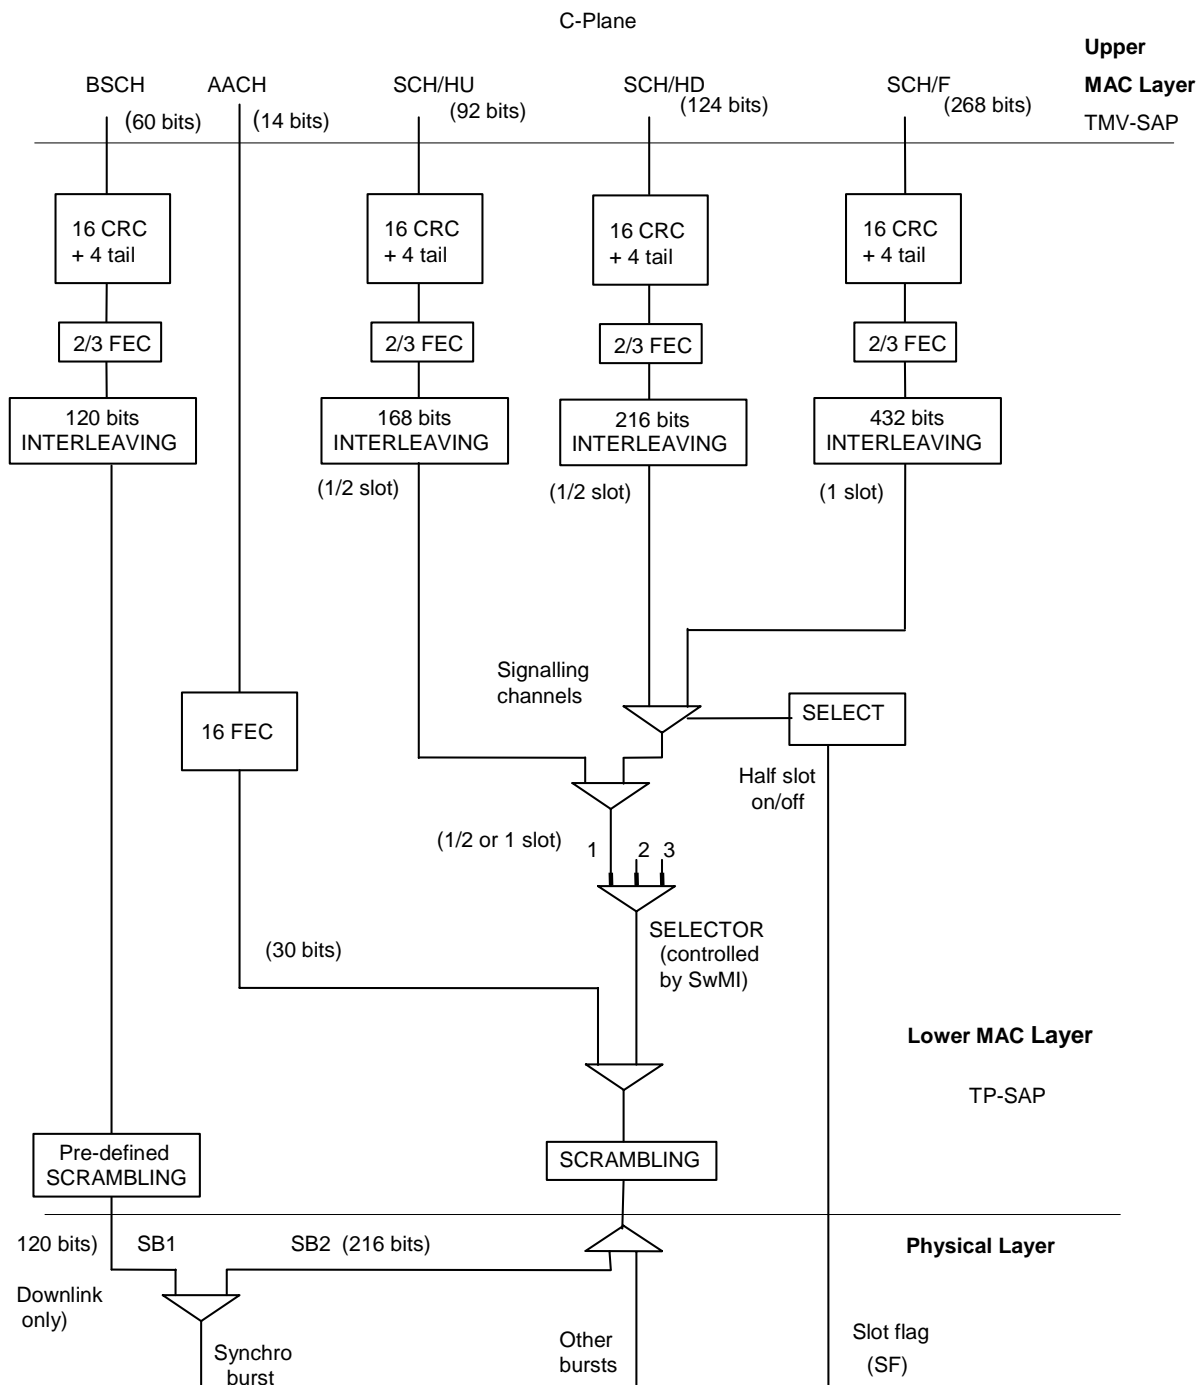 C-Plane
Upper
MAC Layer
TMV-SAP
BSCH
(60 bits)
AACH
(14 bits)
SCH/HU
(92 bits)
SCH/HD
(124 bits)
SCH/F
(268 bits)
16 CRC
+ 4 tail
16 CRC
+ 4 tail
16 CRC
+ 4 tail
16 CRC
+ 4 tail
2/3 FEC
2/3 FEC
2/3 FEC
2/3 FEC
120 bits
INTERLEAVING
168 bits
INTERLEAVING
216 bits
INTERLEAVING
432 bits
INTERLEAVING
(1/2 slot)
(1/2 slot)
(1 slot)
Signalling
channels
16 FEC
SELECT
Half slot
on/off
(1/2 or 1 slot)
1
2
3
SELECTOR
(controlled
by SwMI)
(30 bits)
Lower MAC Layer
TP-SAP
Pre-defined
SCRAMBLING
SCRAMBLING
120 bits)
SB1
SB2 (216 bits)
Physical Layer
Downlink
only)
Synchro
burst
Other
bursts
Slot flag
(SF)